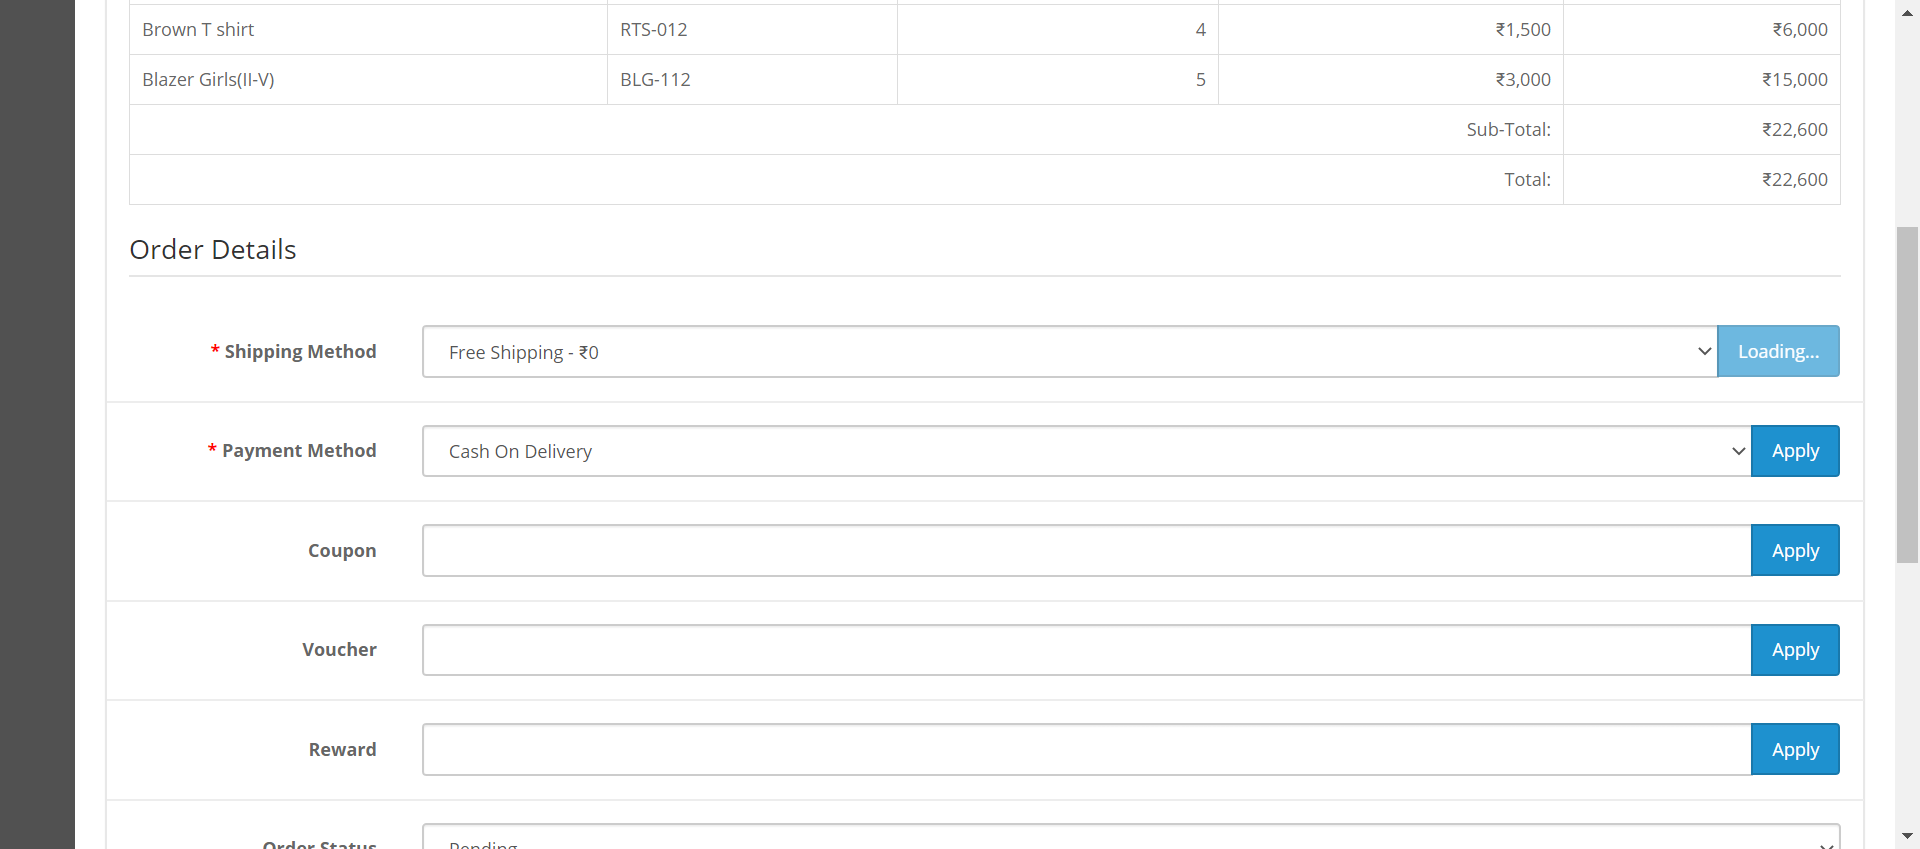 Brown T shirt RTS-012 4 ₹1,500 ₹6,000
Blazer Girls(II-V) BLG-112 5 ₹3,000 ₹15,000
Sub-Total: ₹22,600
Total: ₹22,600
Order Details
* Shipping Method Free Shipping - ₹0 Loading...
* Payment Method Cash On Delivery Apply
Coupon Apply
Voucher Apply
Reward Apply
Order Status Pending